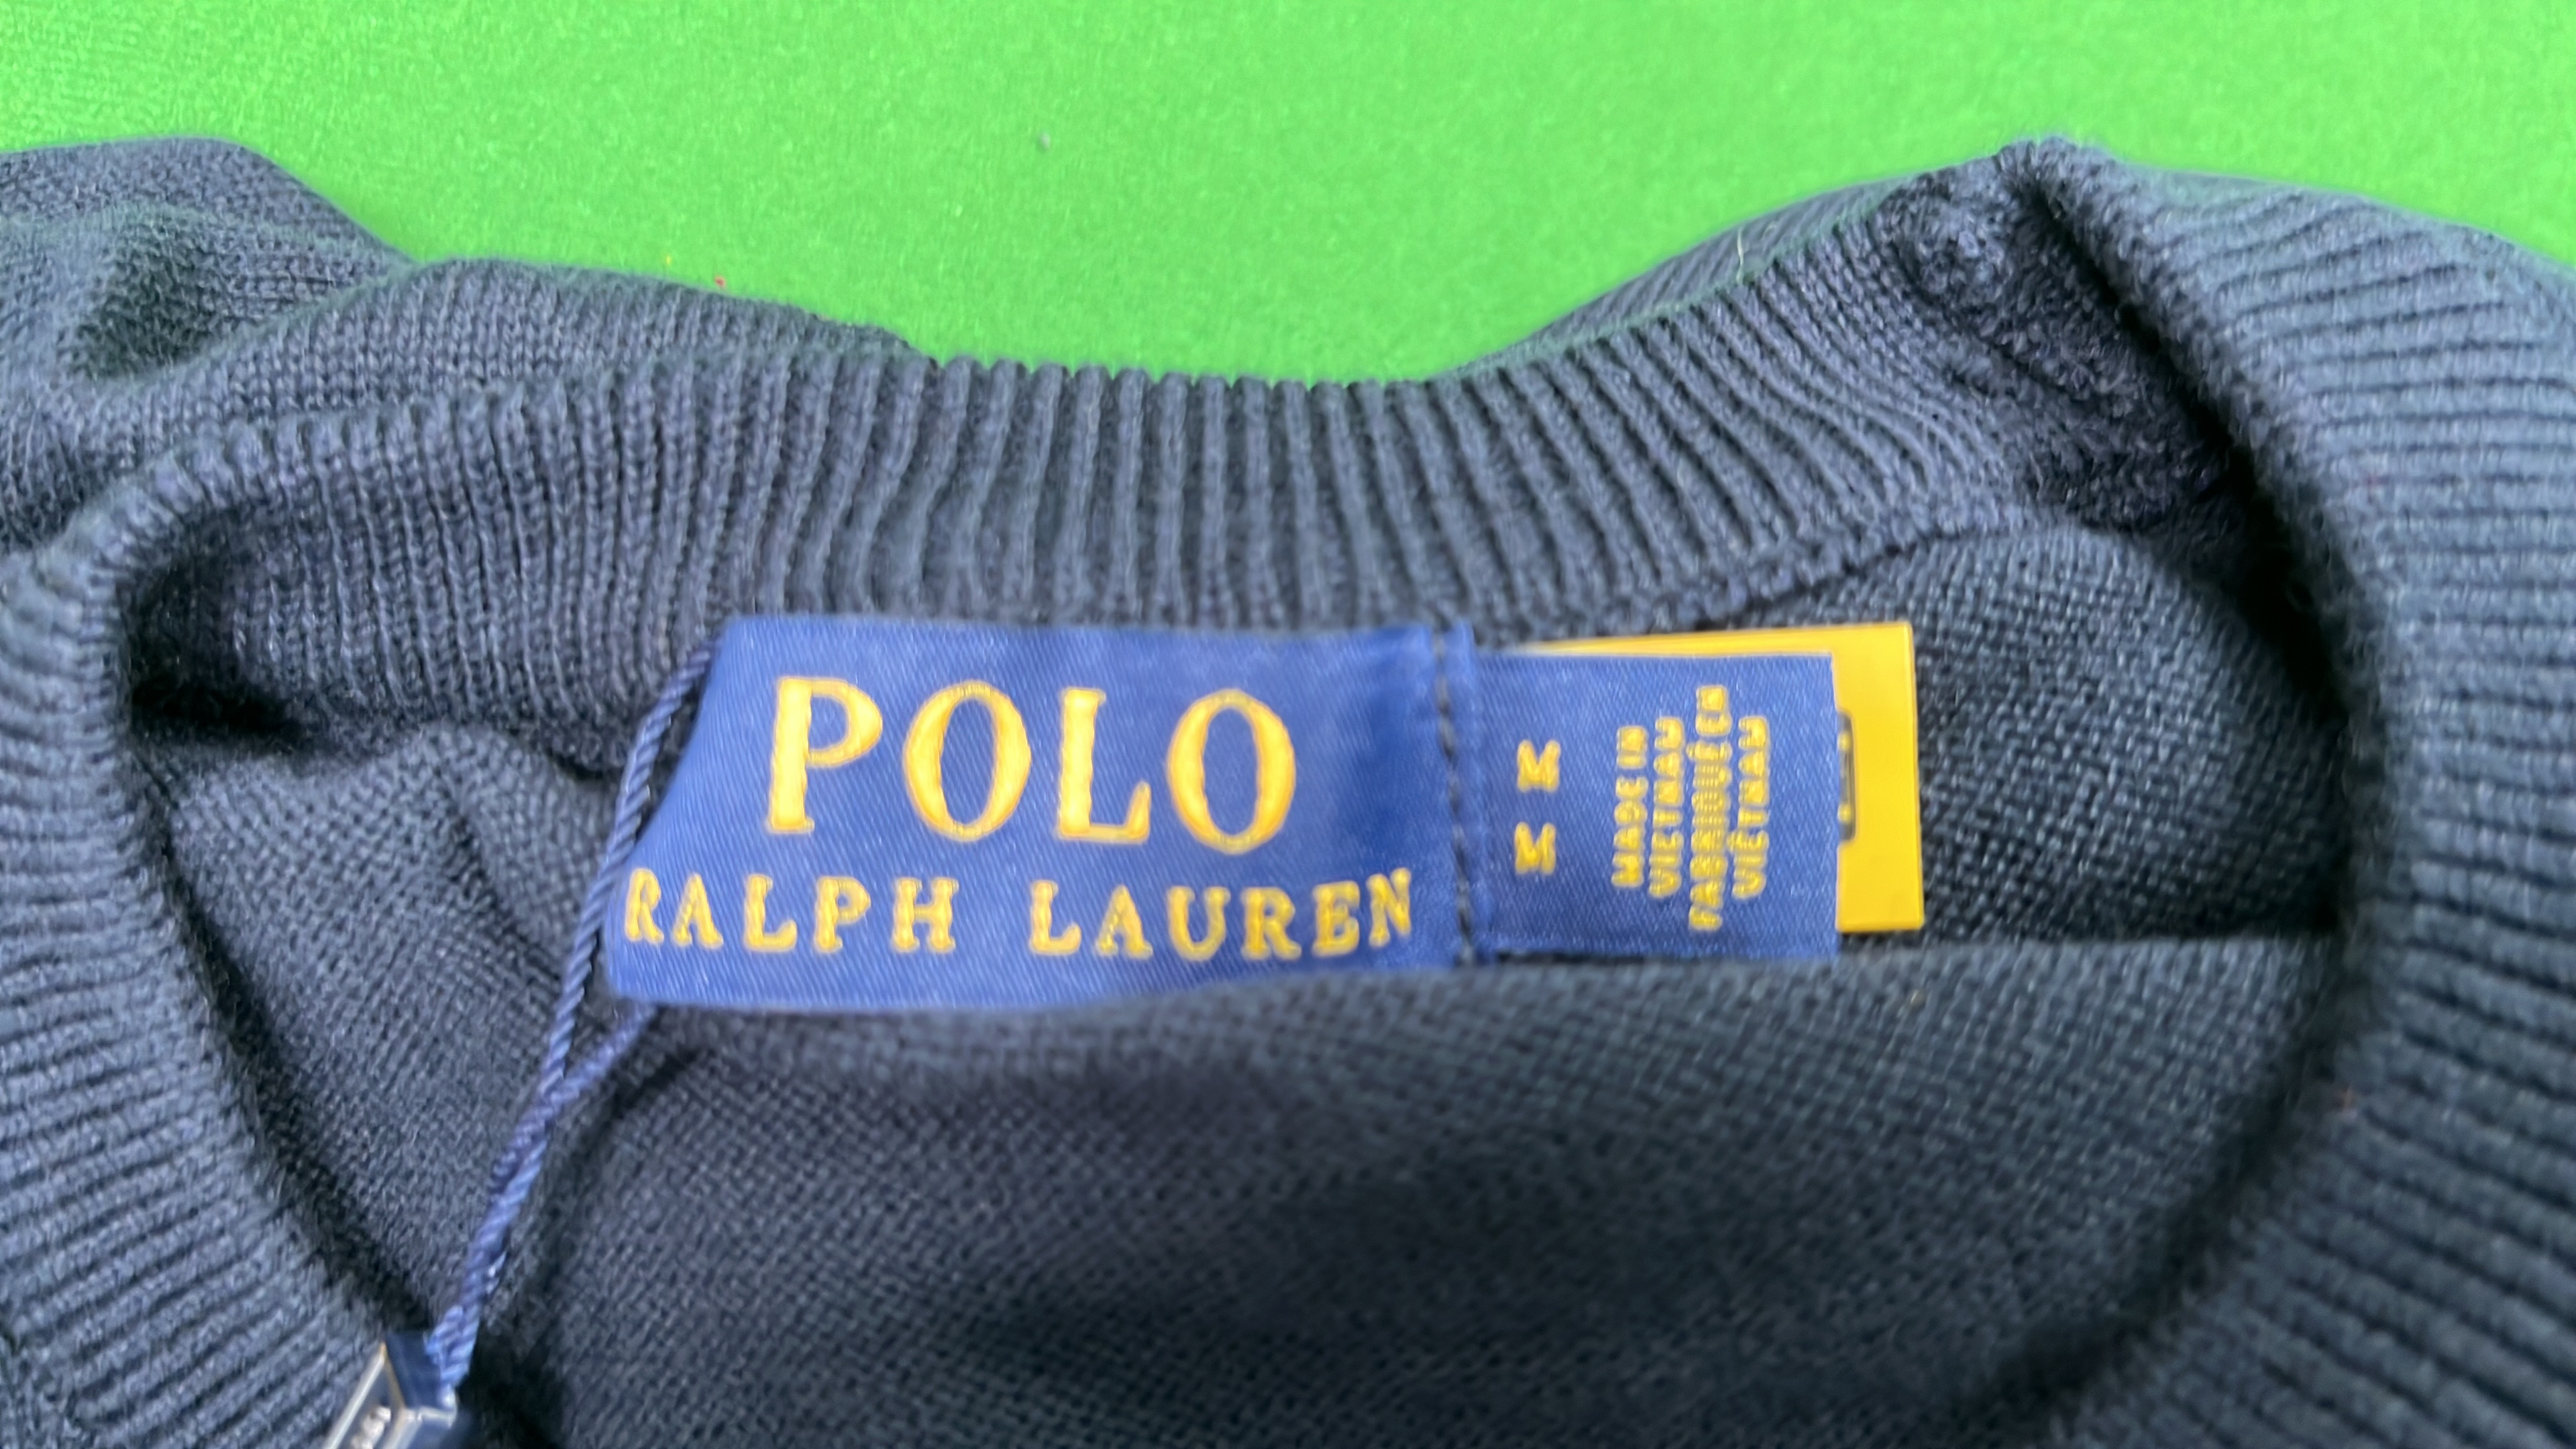 POLO
RALPH LAUREN
M
M
MADE IN
VIETNAM
FABRIQUÉ EN
VIETNAM